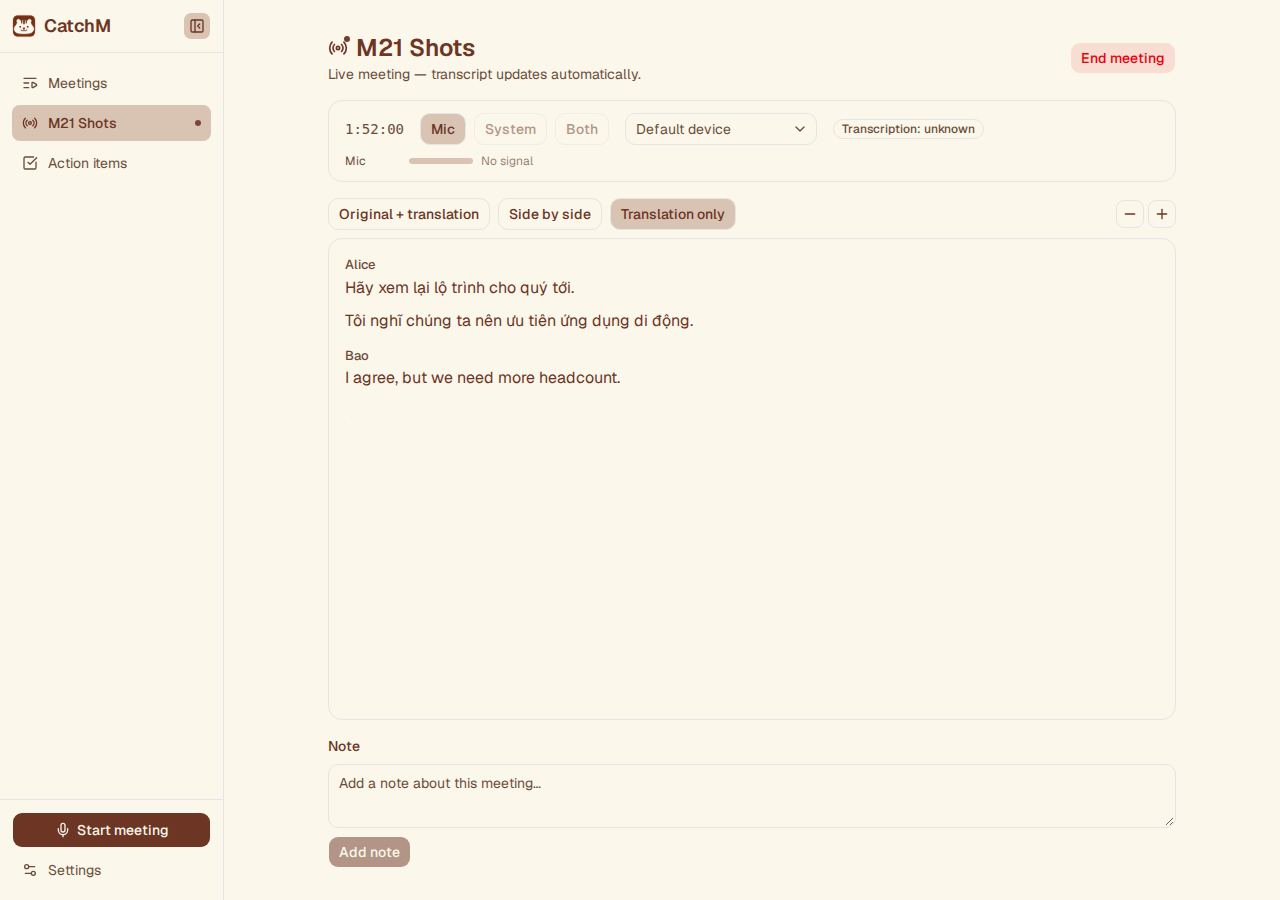 CatchM
Meetings
M21 Shots
Action items
Start meeting
Settings
M21 Shots
Live meeting — transcript updates automatically.
End meeting
1:52:00 Mic System Both Default device Transcription: unknown
Mic No signal
Original + translation Side by side Translation only
Alice
Hãy xem lại lộ trình cho quý tới.
Tôi nghĩ chúng ta nên ưu tiên ứng dụng di động.
Bao
I agree, but we need more headcount.
Note
Add a note about this meeting…
Add note